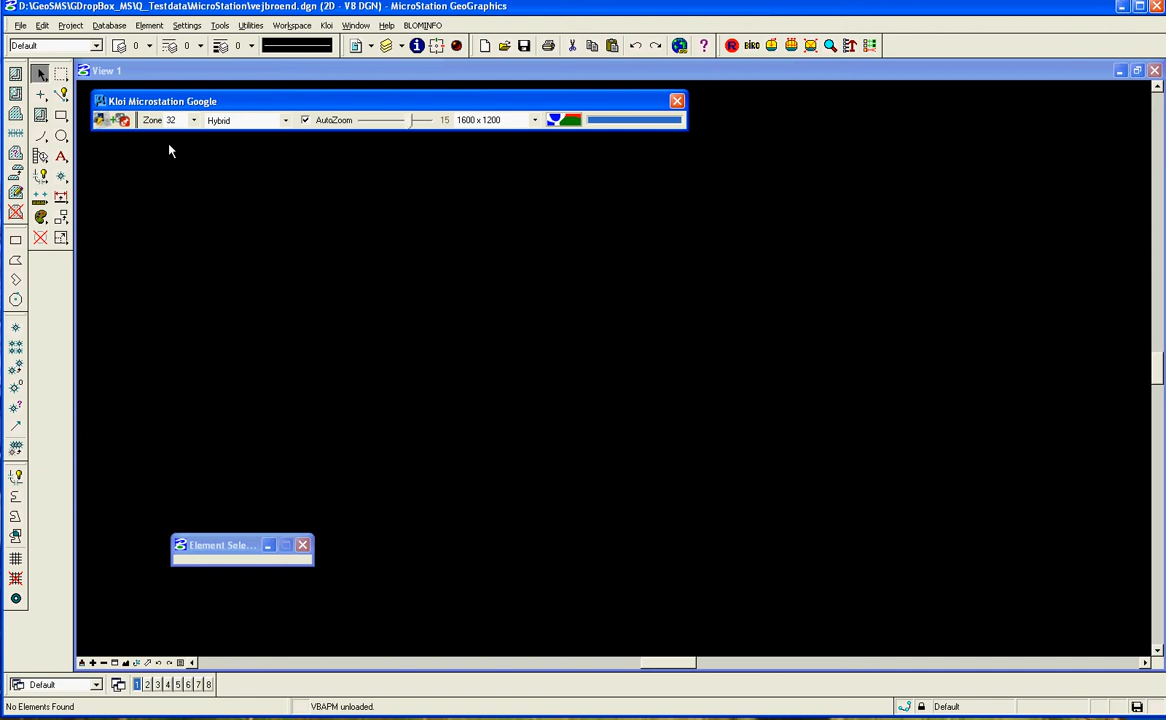 D:\GeoSMS\GDropBox_MS\Q_Testdata\MicroStation\vejbroend.dgn (2D - V8 DGN) - MicroStation GeoGraphics
File Edit Project Database Element Settings Tools Utilities Workspace Kloi Window Help BLOMINFO
Default 0 0 0 BIRO
View 1
Kloi Microstation Google
Zone 32 Hybrid AutoZoom 15 1600 x 1200
Element Sele...
Default 1 2 3 4 5 6 7 8
No Elements Found VBAPM unloaded. Default